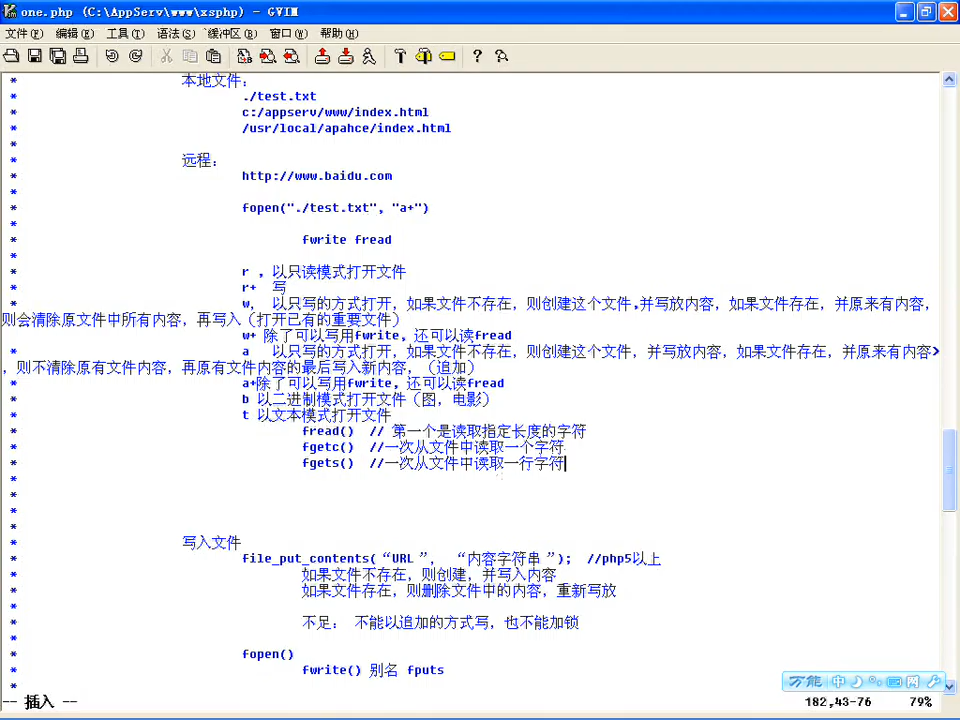 one.php (C:\AppServ\www\xsphp) - GVIM
文件(F) 编辑(E) 工具(T) 语法(S) 缓冲区(B) 窗口(W) 帮助(H)
* 本地文件:
* ./test.txt
* c:/appserv/www/index.html
* /usr/local/apahce/index.html
*
* 远程:
* http://www.baidu.com
*
* fopen("./test.txt", "a+")
*
* fwrite fread
*
* r , 以只读模式打开文件
* r+ 写
* w, 以只写的方式打开, 如果文件不存在, 则创建这个文件,并写放内容, 如果文件存在, 并原来有内容,
则会清除原文件中所有内容, 再写入 (打开已有的重要文件)
w+ 除了可以写用fwrite, 还可以读fread
* a 以只写的方式打开, 如果文件不存在, 则创建这个文件, 并写放内容, 如果文件存在, 并原来有内容>
, 则不清除原有文件内容, 再原有文件内容的最后写入新内容, (追加)
* a+除了可以写用fwrite, 还可以读fread
* b 以二进制模式打开文件 (图, 电影)
* t 以文本模式打开文件
* fread() // 第一个是读取指定长度的字符
* fgetc() //一次从文件中读取一个字符
* fgets() //一次从文件中读取一行字符
*
*
*
*
* 写入文件
* file_put_contents(“URL ”, “内容字符串 ”); //php5以上
* 如果文件不存在, 则创建, 并写入内容
* 如果文件存在, 则删除文件中的内容, 重新写放
*
* 不足: 不能以追加的方式写, 也不能加锁
*
* fopen()
* fwrite() 别名 fputs
*
万能 中 网
-- 插入 -- 182,43-76 79%